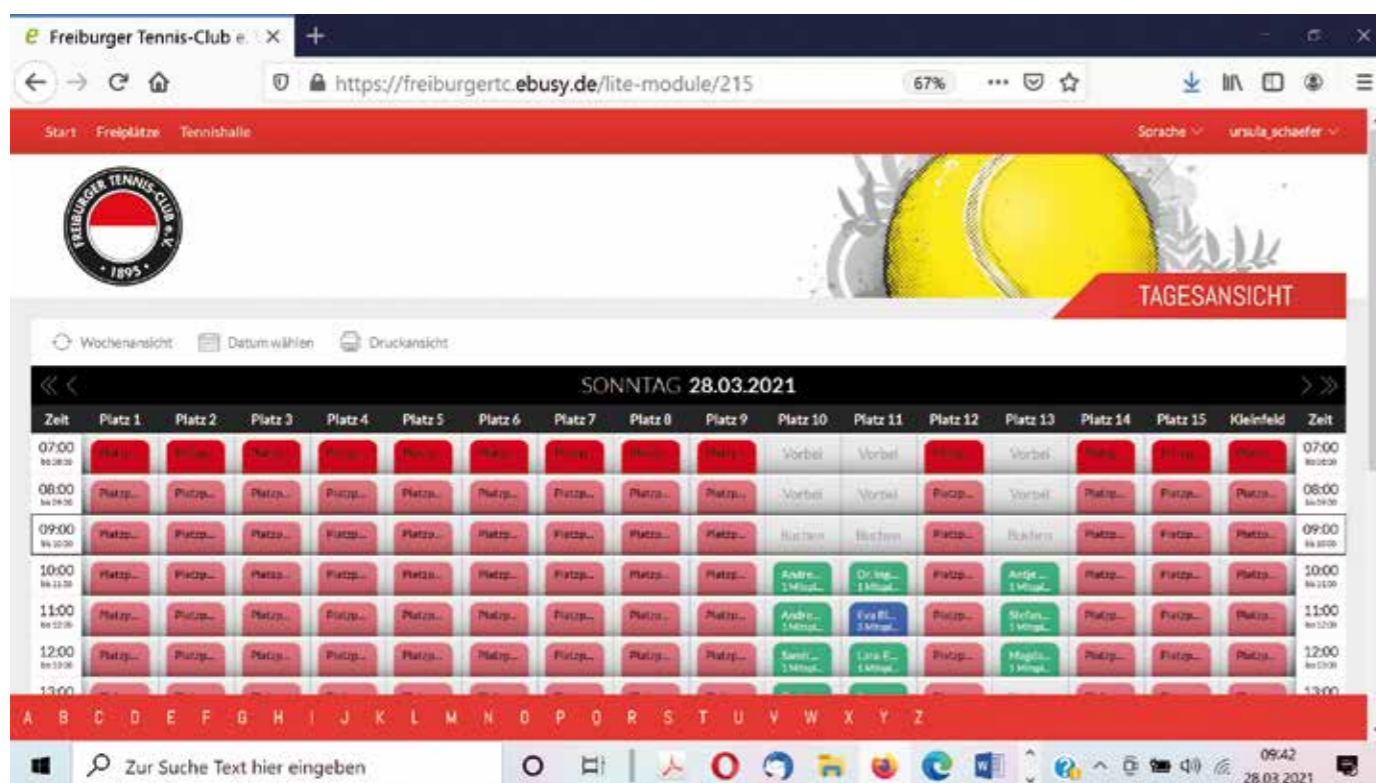 Freiburger Tennis-Club e.
https://freiburgertc.ebusy.de/lite-module/215 67%
Start Freiplätze Tennishalle Sprache ursula_schaefer
FREIBURGER TENNIS-CLUB e.V.
· 1895 ·
TAGESANSICHT
Wochenansicht Datum wählen Druckansicht
SONNTAG 28.03.2021
Zeit Platz 1 Platz 2 Platz 3 Platz 4 Platz 5 Platz 6 Platz 7 Platz 8 Platz 9 Platz 10 Platz 11 Platz 12 Platz 13 Platz 14 Platz 15 Kleinfeld Zeit
07:00 Vorbei Vorbei Vorbei 07:00
08:00 Platzp... Platzp... Platzp... Platzp... Platzp... Platzp... Platzp... Platzp... Platzp... Vorbei Vorbei Platzp... Vorbei Platzp... Platzp... Platzp... 08:00
09:00 Platzp... Platzp... Platzp... Platzp... Platzp... Platzp... Platzp... Platzp... Platzp... Buchen Buchen Platzp... Buchen Platzp... Platzp... Platzp... 09:00
10:00 Platzp... Platzp... Platzp... Platzp... Platzp... Platzp... Platzp... Platzp... Platzp... Andre... Dr. Ing... Platzp... Antje... Platzp... Platzp... Platzp... 10:00
11:00 Platzp... Platzp... Platzp... Platzp... Platzp... Platzp... Platzp... Platzp... Platzp... Andre... Eva Bl... Platzp... Stefan... Platzp... Platzp... Platzp... 11:00
12:00 Platzp... Platzp... Platzp... Platzp... Platzp... Platzp... Platzp... Platzp... Platzp... Sandr... Lara F... Platzp... Magda... Platzp... Platzp... Platzp... 12:00
13:00 13:00
A B C D E F G H I J K L M N O P Q R S T U V W X Y Z
Zur Suche Text hier eingeben 09:42
28.03.2021